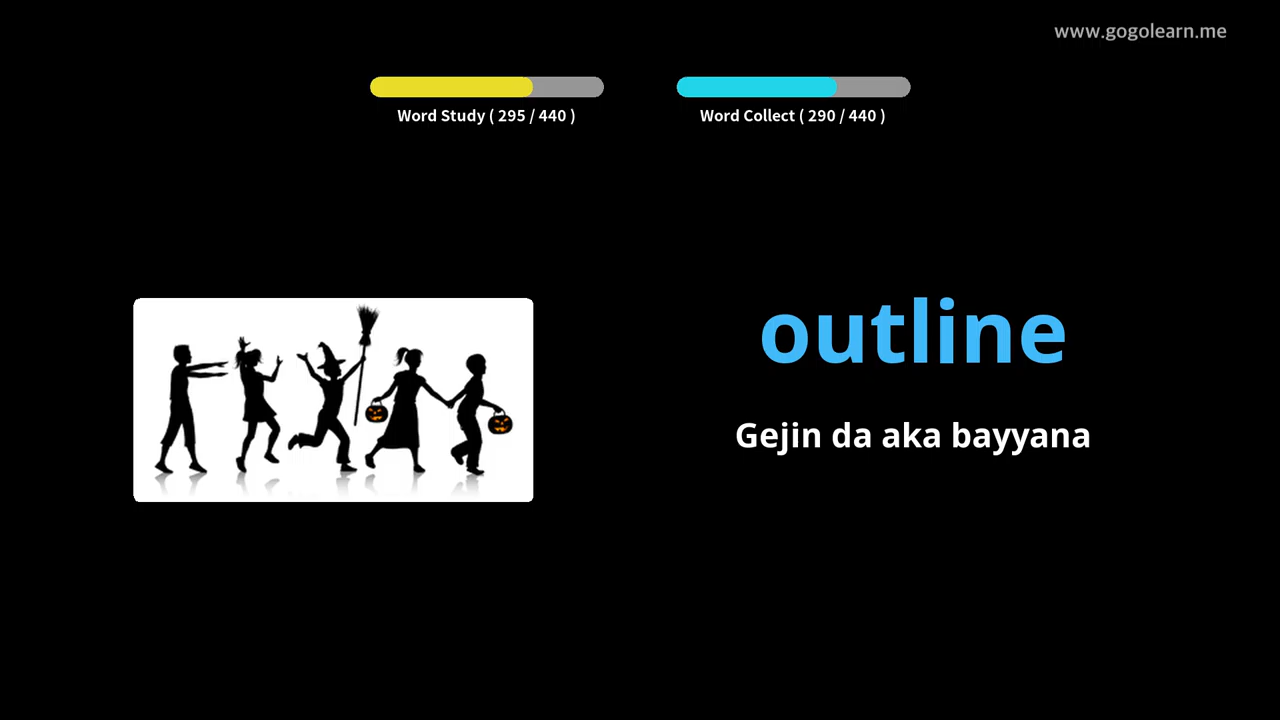 www.gogolearn.me
Word Study ( 295 / 440 )
Word Collect ( 290 / 440 )
outline
Gejin da aka bayyana